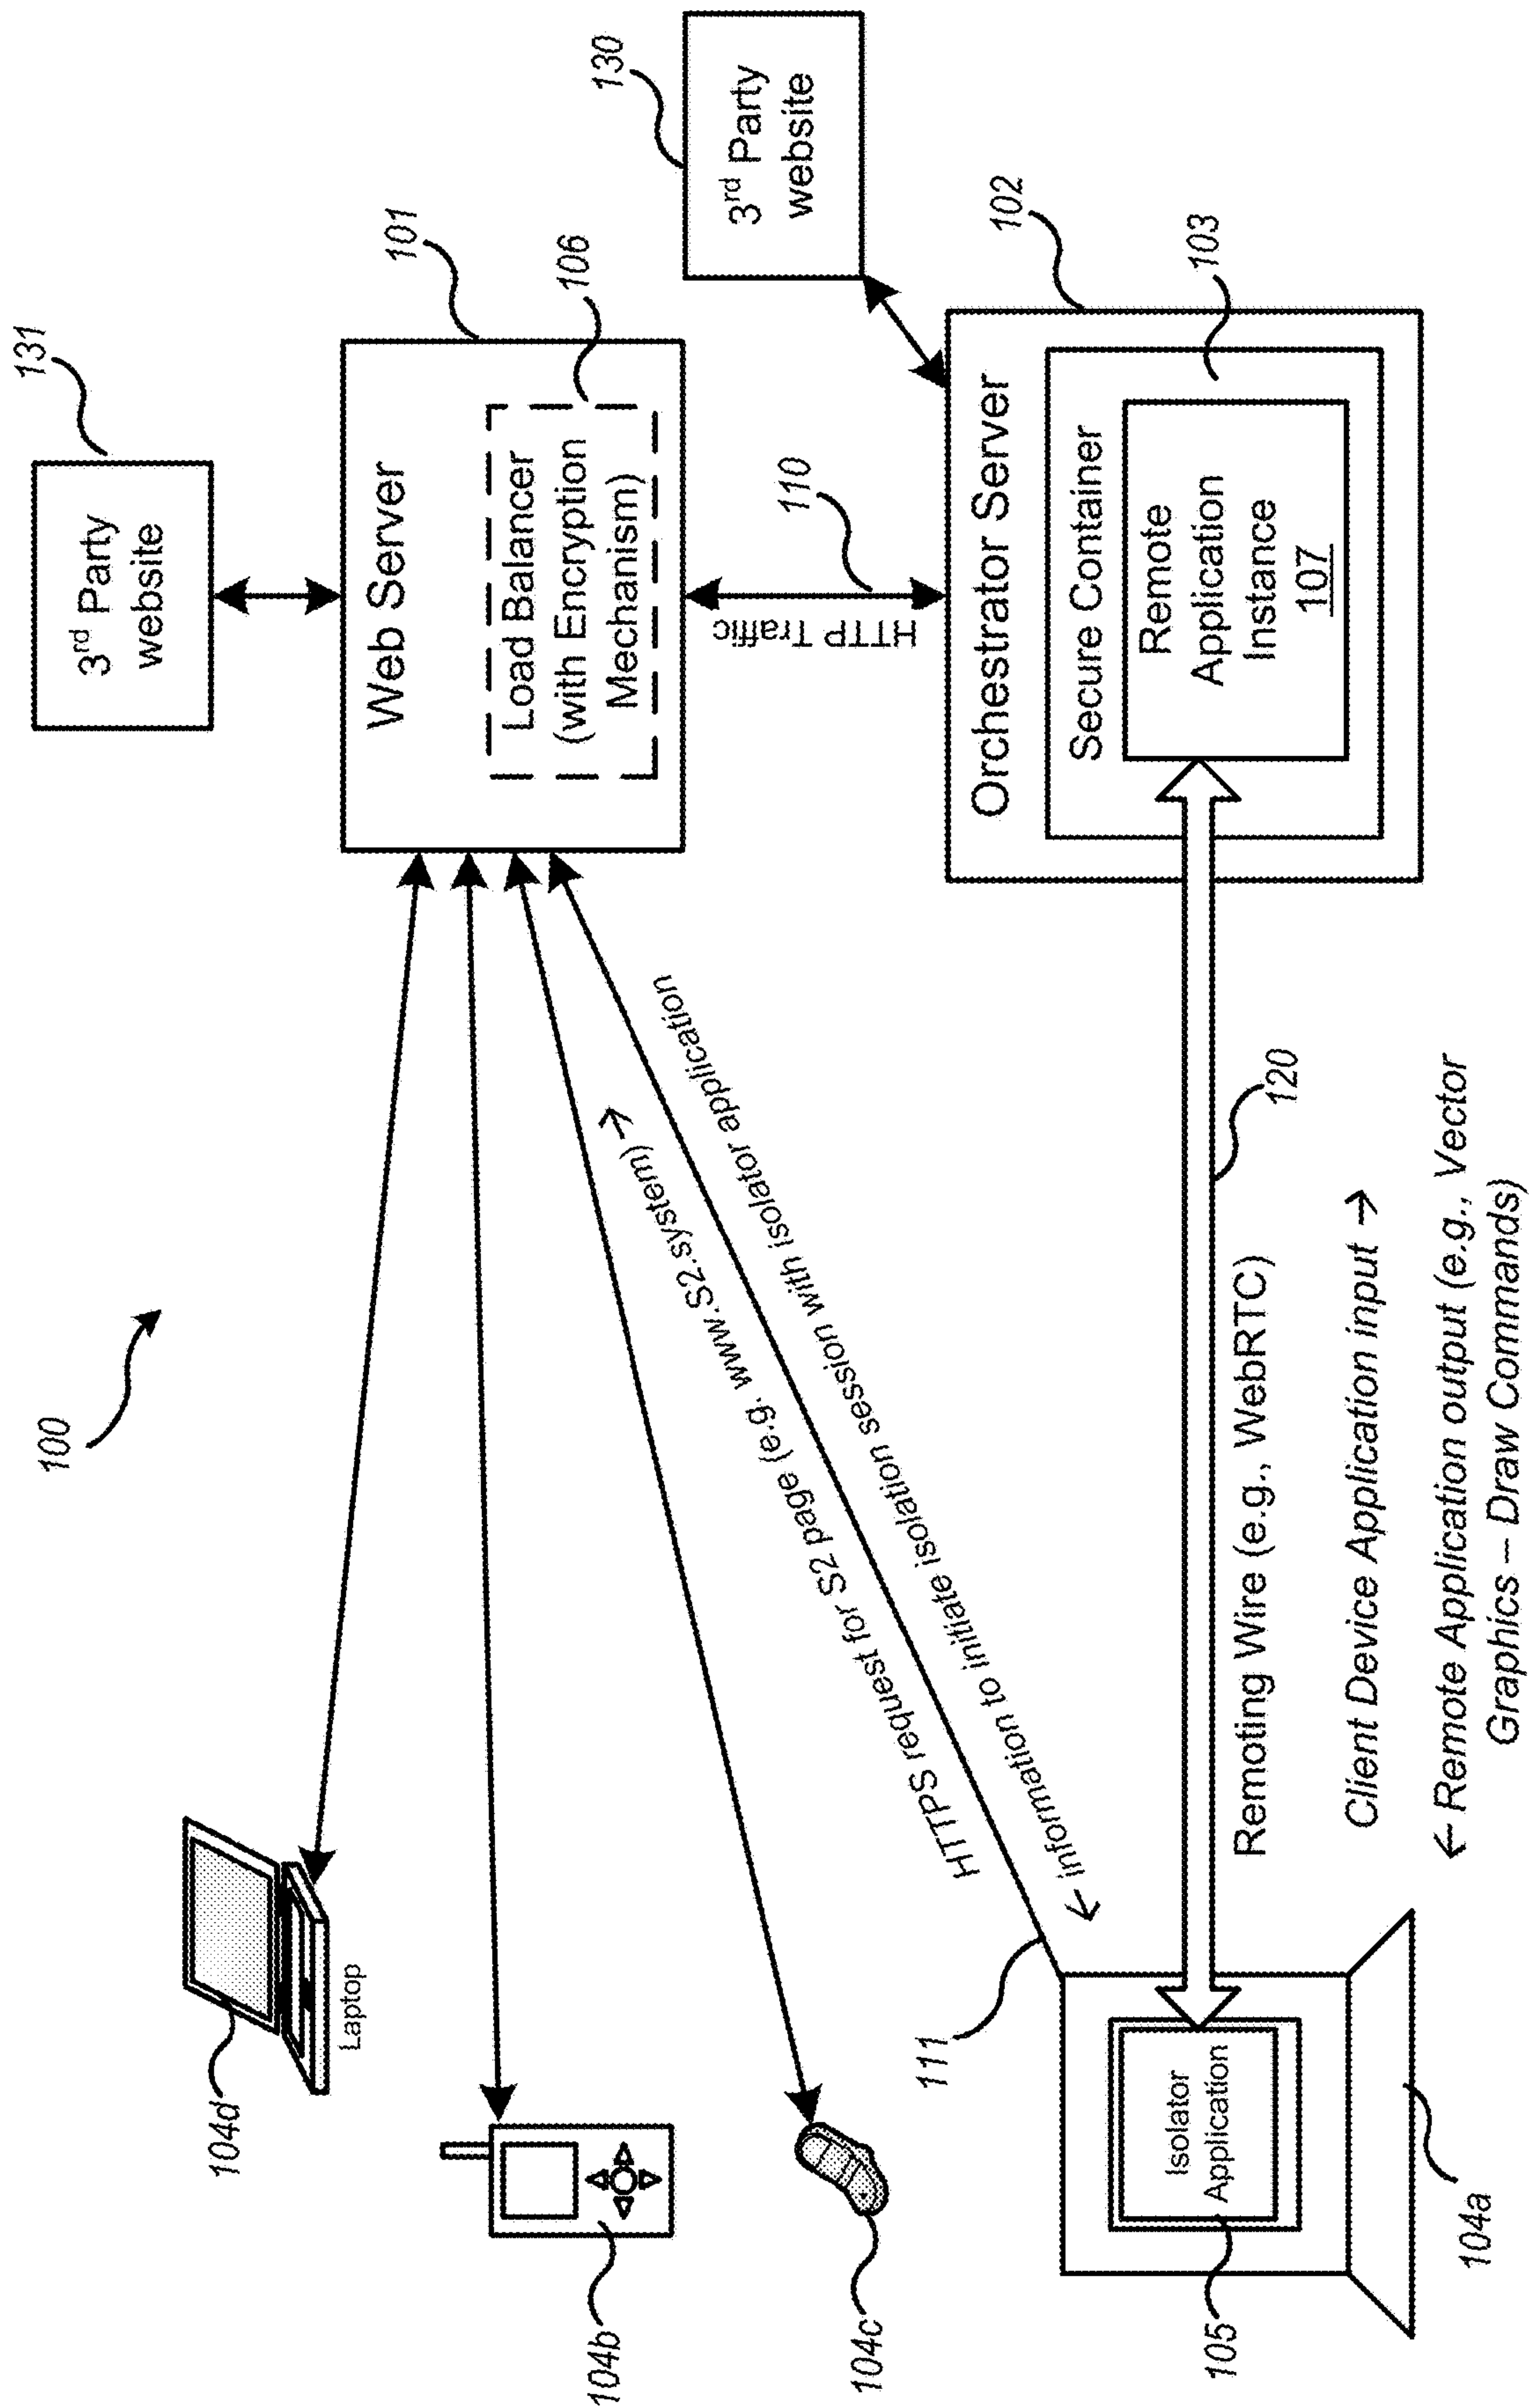 100
131
3rd Party
website
101
Web Server
106
Load Balancer
(with Encryption
Mechanism)
130
3rd Party
website
110
HTTP Traffic
102
Orchestrator Server
103
Secure Container
Remote
Application
Instance
107
104d
Laptop
104b
104c
HTTPS request for S2 page (e.g. www.S2.system) →
← information to initiate isolation session with isolator application
111
Isolator
Application
105
104a
120
Remoting Wire (e.g., WebRTC)
Client Device Application input →
← Remote Application output (e.g., Vector
Graphics – Draw Commands)